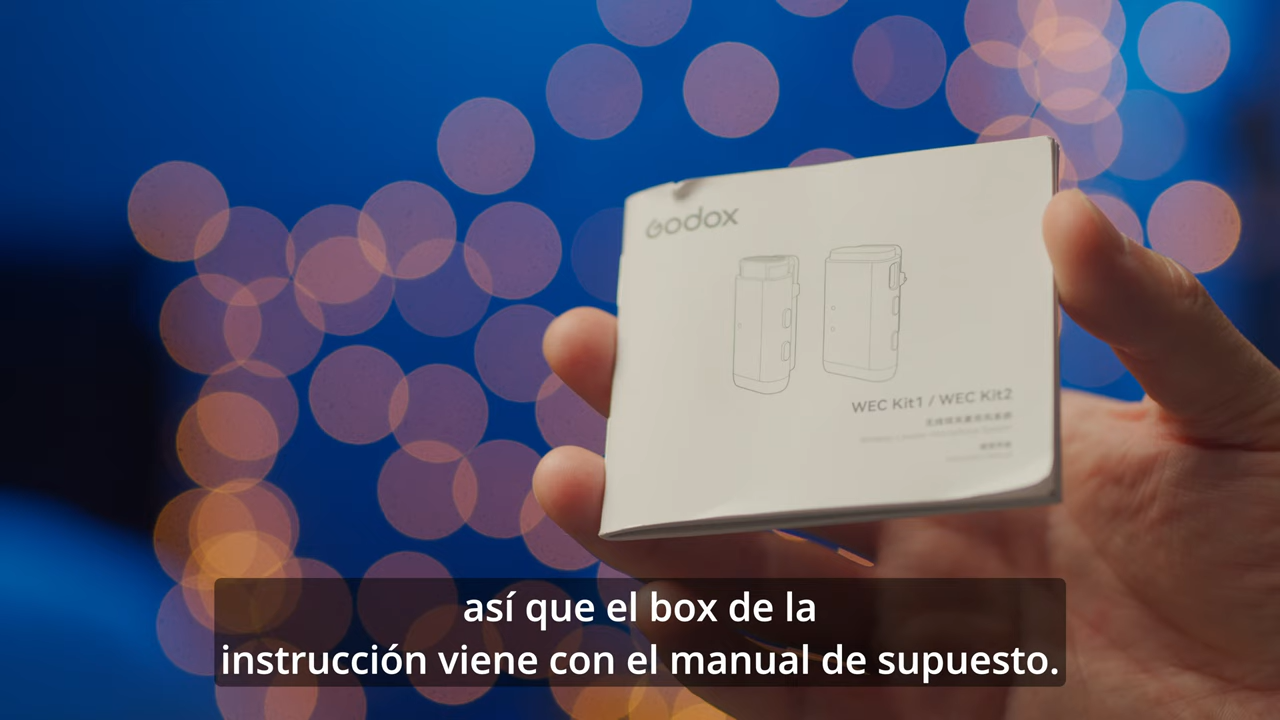 Godox
WEC Kit1 / WEC Kit2
así que el box de la
instrucción viene con el manual de supuesto.